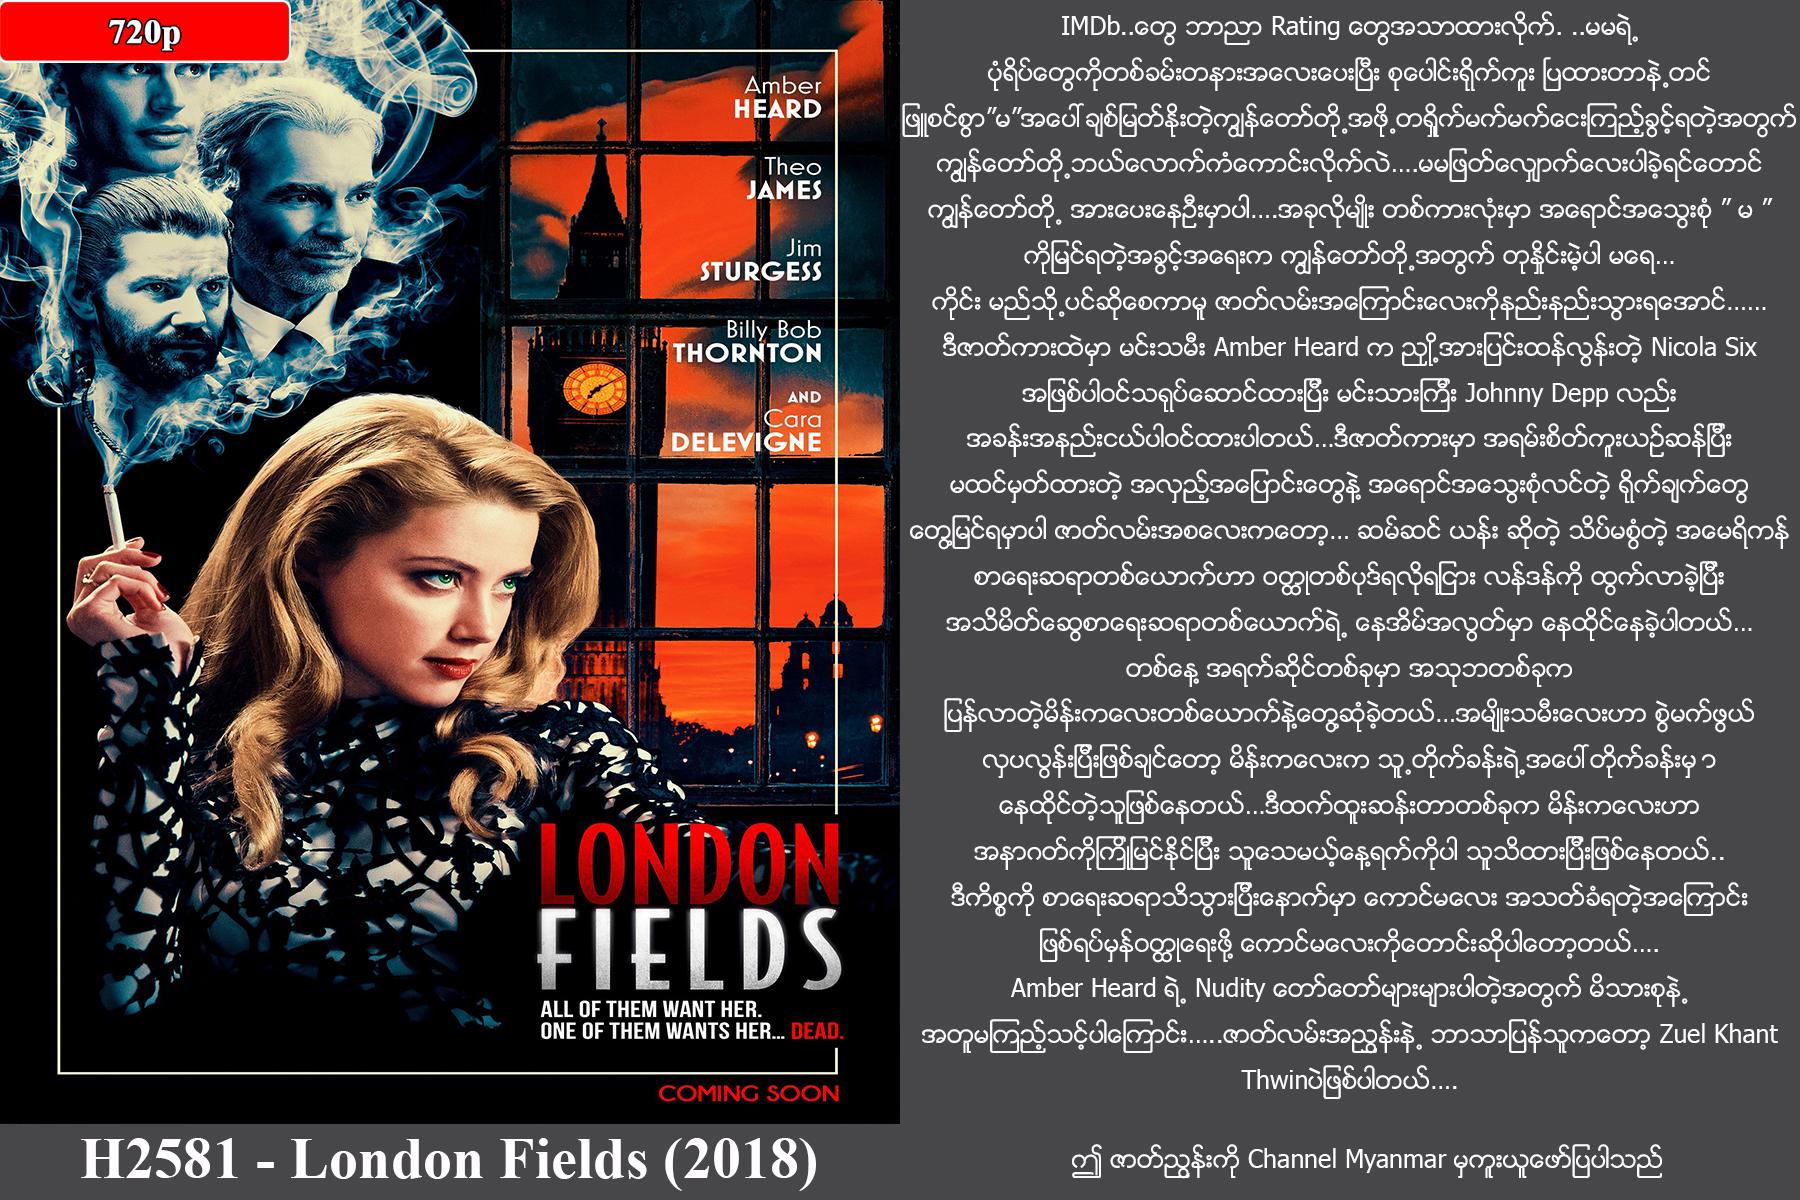 720p
Amber
HEARD
Theo
JAMES
Jim
STURGESS
Billy Bob
THORNTON
AND
Cara
DELEVIGNE
LONDON
FIELDS
ALL OF THEM WANT HER.
ONE OF THEM WANTS HER... DEAD.
COMING SOON
H2581 - London Fields (2018)
IMDb..တွေ ဘာညာ Rating တွေအသာထားလိုက်. ..မမရဲ့
ပုံရိပ်တွေကိုတစ်ခမ်းတနားအလေးပေးပြီး စုပေါင်းရိုက်ကူး ပြထားတာနဲ့တင်
ဖြူစင်စွာ”မ”အပေါ် ချစ်မြတ်နိုးတဲ့ကျွန်တော်တို့အဖို့တရှိုက်မက်မက်ငေးကြည့်ခွင့်ရတဲ့အတွက်
ကျွန်တော်တို့ဘယ်လောက်ကံကောင်းလိုက်လဲ....မမဖြတ်လျှောက်လေးပါခဲ့ရင်တောင်
ကျွန်တော်တို့ အားပေးနေဦးမှာပါ....အခုလိုမျိုး တစ်ကားလုံးမှာ အရောင်အသွေးစုံ ” မ ”
ကိုမြင်ရတဲ့အခွင့်အရေးက ကျွန်တော်တို့အတွက် တုနှိုင်းမဲ့ပါ မရေ...
ကိုင်း မည်သို့ပင်ဆိုစေကာမူ ဇာတ်လမ်းအကြောင်းလေးကိုနည်းနည်းသွားရအောင်......
ဒီဇာတ်ကားထဲမှာ မင်းသမီး Amber Heard က ညှို့အားပြင်းထန်လွန်းတဲ့ Nicola Six
အဖြစ်ပါဝင်သရုပ်ဆောင်ထားပြီး မင်းသားကြီး Johnny Depp လည်း
အခန်းအနည်းငယ်ပါဝင်ထားပါတယ်...ဒီဇာတ်ကားမှာ အရမ်းစိတ်ကူးယဉ်ဆန်ပြီး
မထင်မှတ်ထားတဲ့ အလှည့်အပြောင်းတွေနဲ့ အရောင်အသွေးစုံလင်တဲ့ ရိုက်ချက်တွေ
တွေ့မြင်ရမှာပါ ဇာတ်လမ်းအစလေးကတော့... ဆမ်ဆင် ယန်း ဆိုတဲ့ သိပ်မစွံတဲ့ အမေရိကန်
စာရေးဆရာတစ်ယောက်ဟာ ဝတ္ထုတစ်ပုဒ်ရလိုရငြား လန်ဒန်ကို ထွက်လာခဲ့ပြီး
အသိမိတ်ဆွေစာရေးဆရာတစ်ယောက်ရဲ့ နေအိမ်အလွတ်မှာ နေထိုင်နေခဲ့ပါတယ်...
တစ်နေ့ အရက်ဆိုင်တစ်ခုမှာ အသုဘတစ်ခုက
ပြန်လာတဲ့မိန်းကလေးတစ်ယောက်နဲ့တွေ့ဆုံခဲ့တယ်...အမျိုးသမီးလေးဟာ စွဲမက်ဖွယ်
လှပလွန်းပြီးဖြစ်ချင်တော့ မိန်းကလေးက သူ့တိုက်ခန်းရဲ့အပေါ် တိုက်ခန်းမှ ာ
နေထိုင်တဲ့သူဖြစ်နေတယ်...ဒီထက်ထူးဆန်းတာတစ်ခုက မိန်းကလေးဟာ
အနာဂတ်ကိုကြိုမြင်နိုင်ပြီး သူသေမယ့်နေ့ရက်ကိုပါ သူသိထားပြီးဖြစ်နေတယ်..
ဒီကိစ္စကို စာရေးဆရာသိသွားပြီးနောက်မှာ ကောင်မလေး အသတ်ခံရတဲ့အကြောင်း
ဖြစ်ရပ်မှန်ဝတ္ထုရေးဖို့ ကောင်မလေးကိုတောင်းဆိုပါတော့တယ်....
Amber Heard ရဲ့ Nudity တော်တော်များများပါတဲ့အတွက် မိသားစုနဲ့
အတူမကြည့်သင့်ပါကြောင်း.....ဇာတ်လမ်းအညွှန်းနဲ့ ဘာသာပြန်သူကတော့ Zuel Khant
Thwinပဲဖြစ်ပါတယ်....
ဤ ဇာတ်ညွှန်းကို Channel Myanmar မှကူးယူဖော်ပြပါသည်